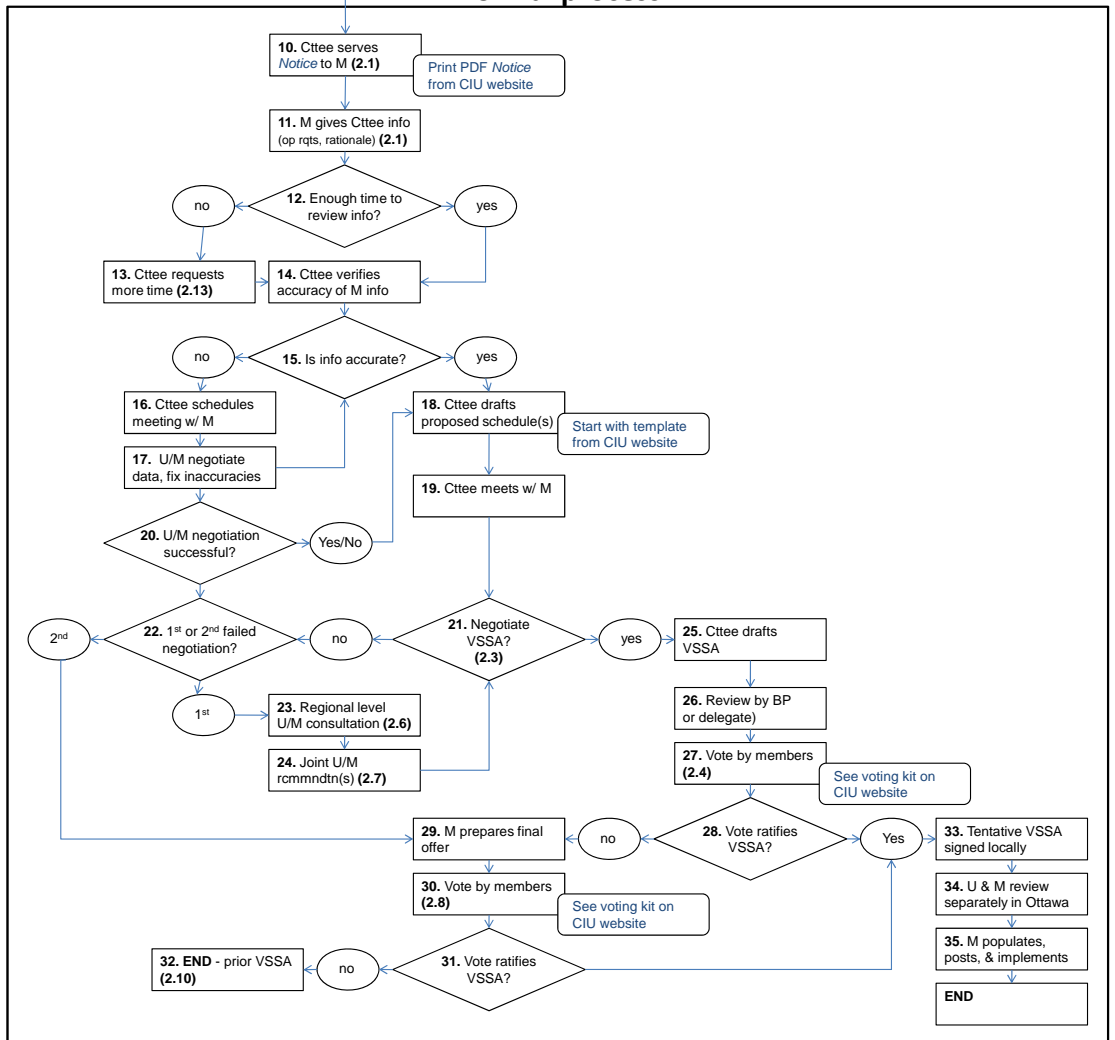 10. Cttee serves
Notice to M (2.1)
Print PDF Notice
from CIU website
11. M gives Cttee info
(op rqts, rationale) (2.1)
12. Enough time to
review info?
no
yes
13. Cttee requests
more time (2.13)
14. Cttee verifies
accuracy of M info
15. Is info accurate?
no
yes
16. Cttee schedules
meeting w/ M
18. Cttee drafts
proposed schedule(s)
Start with template
from CIU website
17. U/M negotiate
data, fix inaccuracies
19. Cttee meets w/ M
20. U/M negotiation
successful?
Yes/No
2nd
22. 1st or 2nd failed
negotiation?
no
21. Negotiate
VSSA?
(2.3)
yes
25. Cttee drafts
VSSA
26. Review by BP
or delegate)
1st
23. Regional level
U/M consultation (2.6)
24. Joint U/M
rcmmndtn(s) (2.7)
27. Vote by members
(2.4)
See voting kit on
CIU website
29. M prepares final
offer
no
28. Vote ratifies
VSSA?
Yes
33. Tentative VSSA
signed locally
30. Vote by members
(2.8)
See voting kit on
CIU website
34. U & M review
separately in Ottawa
32. END - prior VSSA
(2.10)
no
31. Vote ratifies
VSSA?
35. M populates,
posts, & implements
END